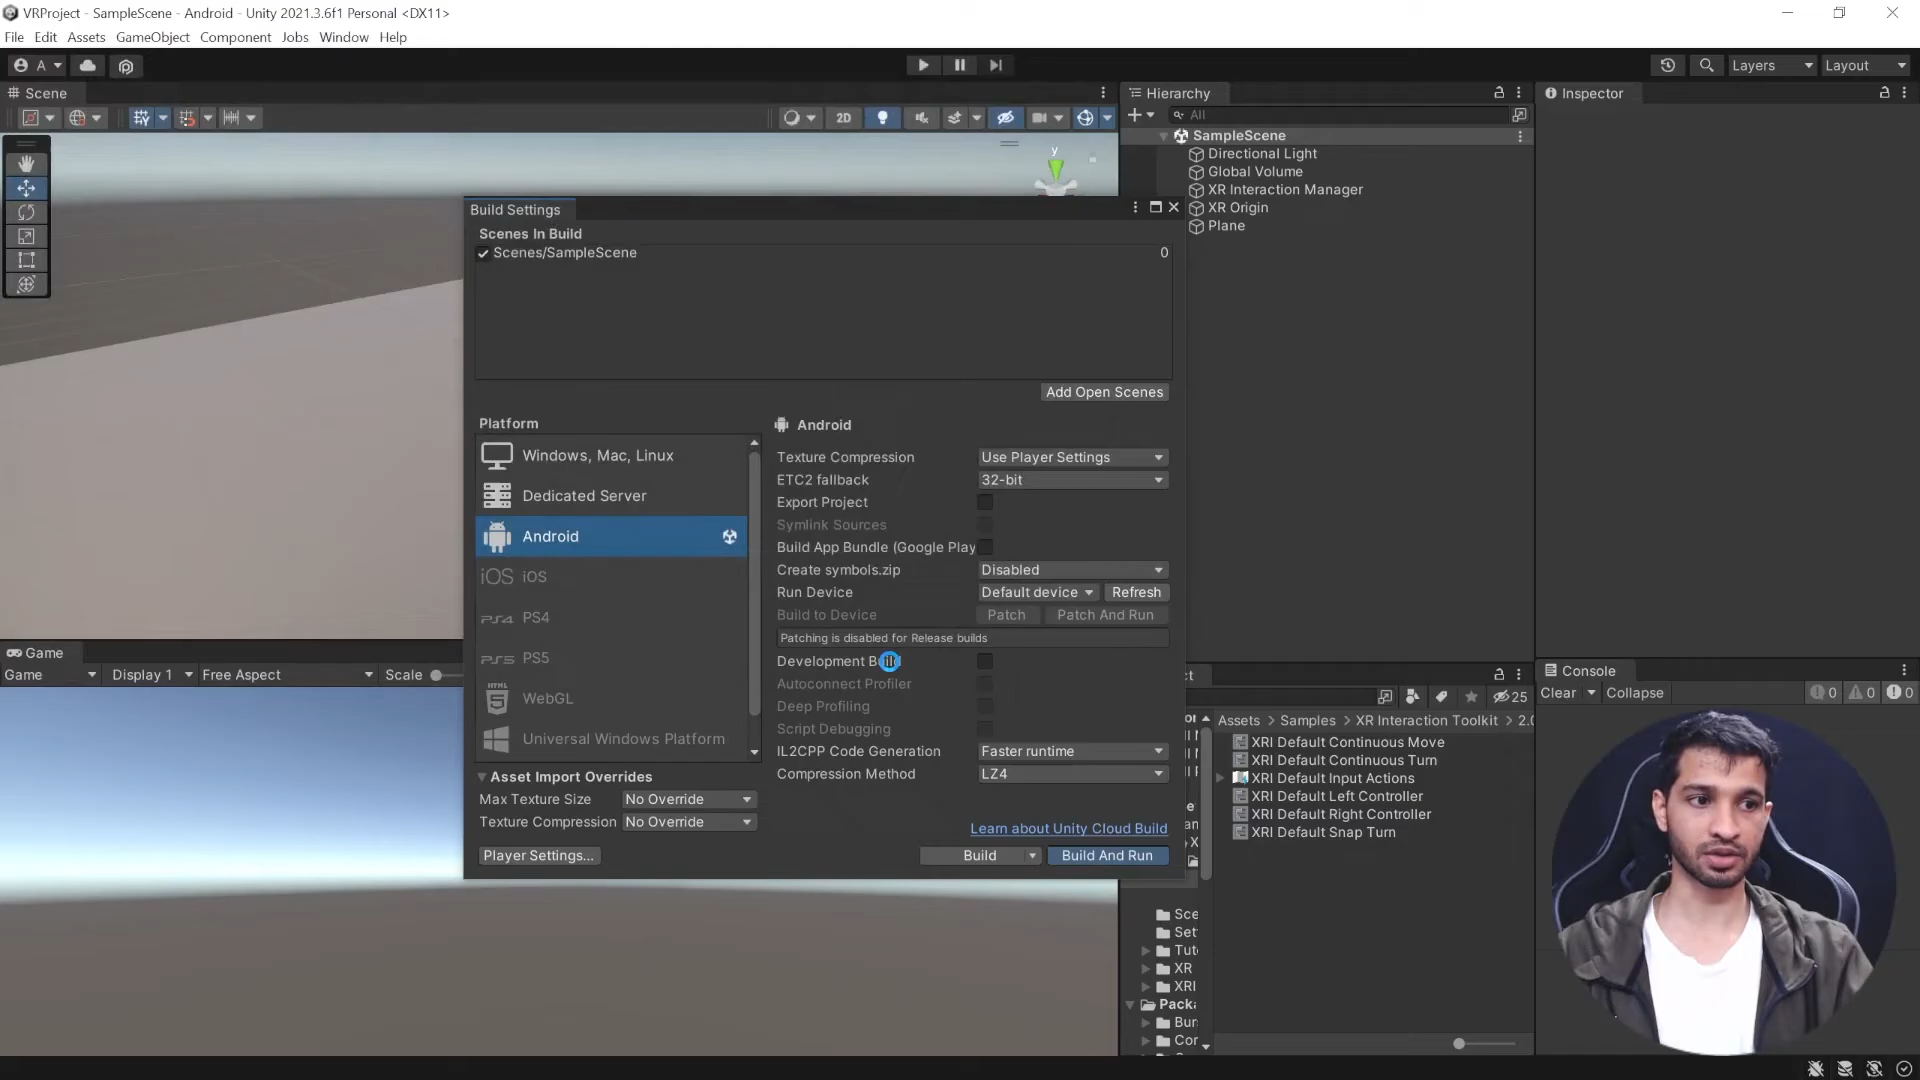 VRProject - SampleScene - Android - Unity 2021.3.6f1 Personal <DX11>
File Edit Assets GameObject Component Jobs Window Help
A
Layers
Layout
Scene
2D
y
Hierarchy
All
SampleScene
Directional Light
Global Volume
XR Interaction Manager
XR Origin
Plane
Inspector
Build Settings
Scenes In Build
Scenes/SampleScene 0
Add Open Scenes
Platform
Windows, Mac, Linux
Dedicated Server
Android
iOS iOS
PS4 PS4
PS5 PS5
HTML
WebGL
Universal Windows Platform
Asset Import Overrides
Max Texture Size No Override
Texture Compression No Override
Player Settings...
Android
Texture Compression Use Player Settings
ETC2 fallback 32-bit
Export Project
Symlink Sources
Build App Bundle (Google Play
Create symbols.zip Disabled
Run Device Default device Refresh
Build to Device Patch Patch And Run
Patching is disabled for Release builds
Development
Autoconnect Profiler
Deep Profiling
Script Debugging
IL2CPP Code Generation Faster runtime
Compression Method LZ4
Learn about Unity Cloud Build
Build Build And Run
Game
Game Display 1 Free Aspect Scale
25
Assets > Samples > XR Interaction Toolkit > 2.0
XRI Default Continuous Move
XRI Default Continuous Turn
XRI Default Input Actions
XRI Default Left Controller
XRI Default Right Controller
XRI Default Snap Turn
Sce
Set
Tuto
XR
XRI
Packa
Bur
Cor
Console
Clear Collapse 0 0 0